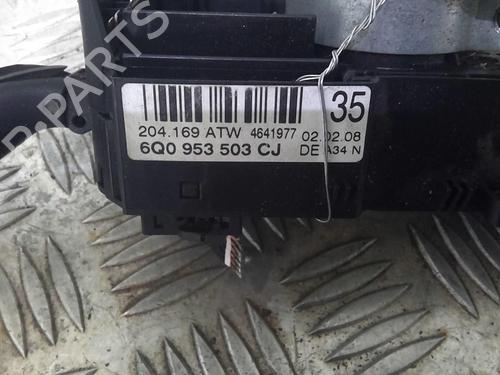 35
204.169 ATW 4641977 02.02.08
6Q0 953 503 CJ DE A34 N
B-PARTS